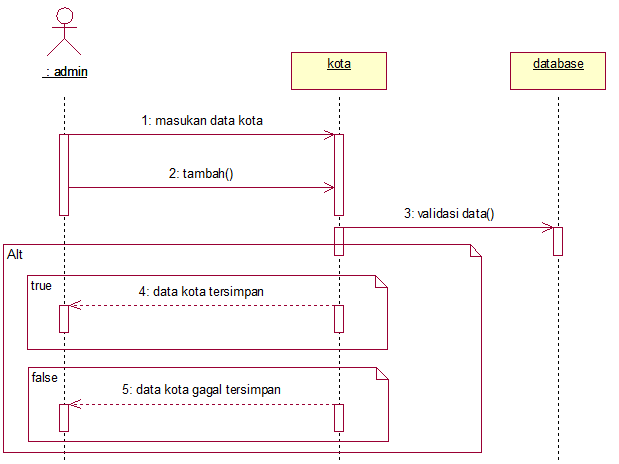 : admin
kota
database
1: masukan data kota
2: tambah()
3: validasi data()
Alt
true
4: data kota tersimpan
false
5: data kota gagal tersimpan